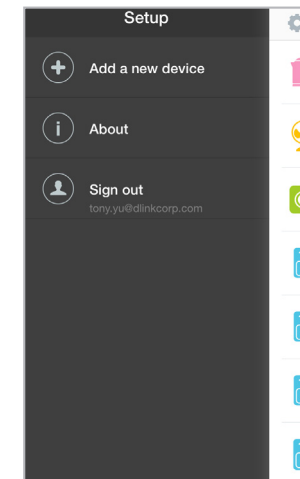 Setup
Add a new device
About
Sign out
tony.yu@dlinkcorp.com